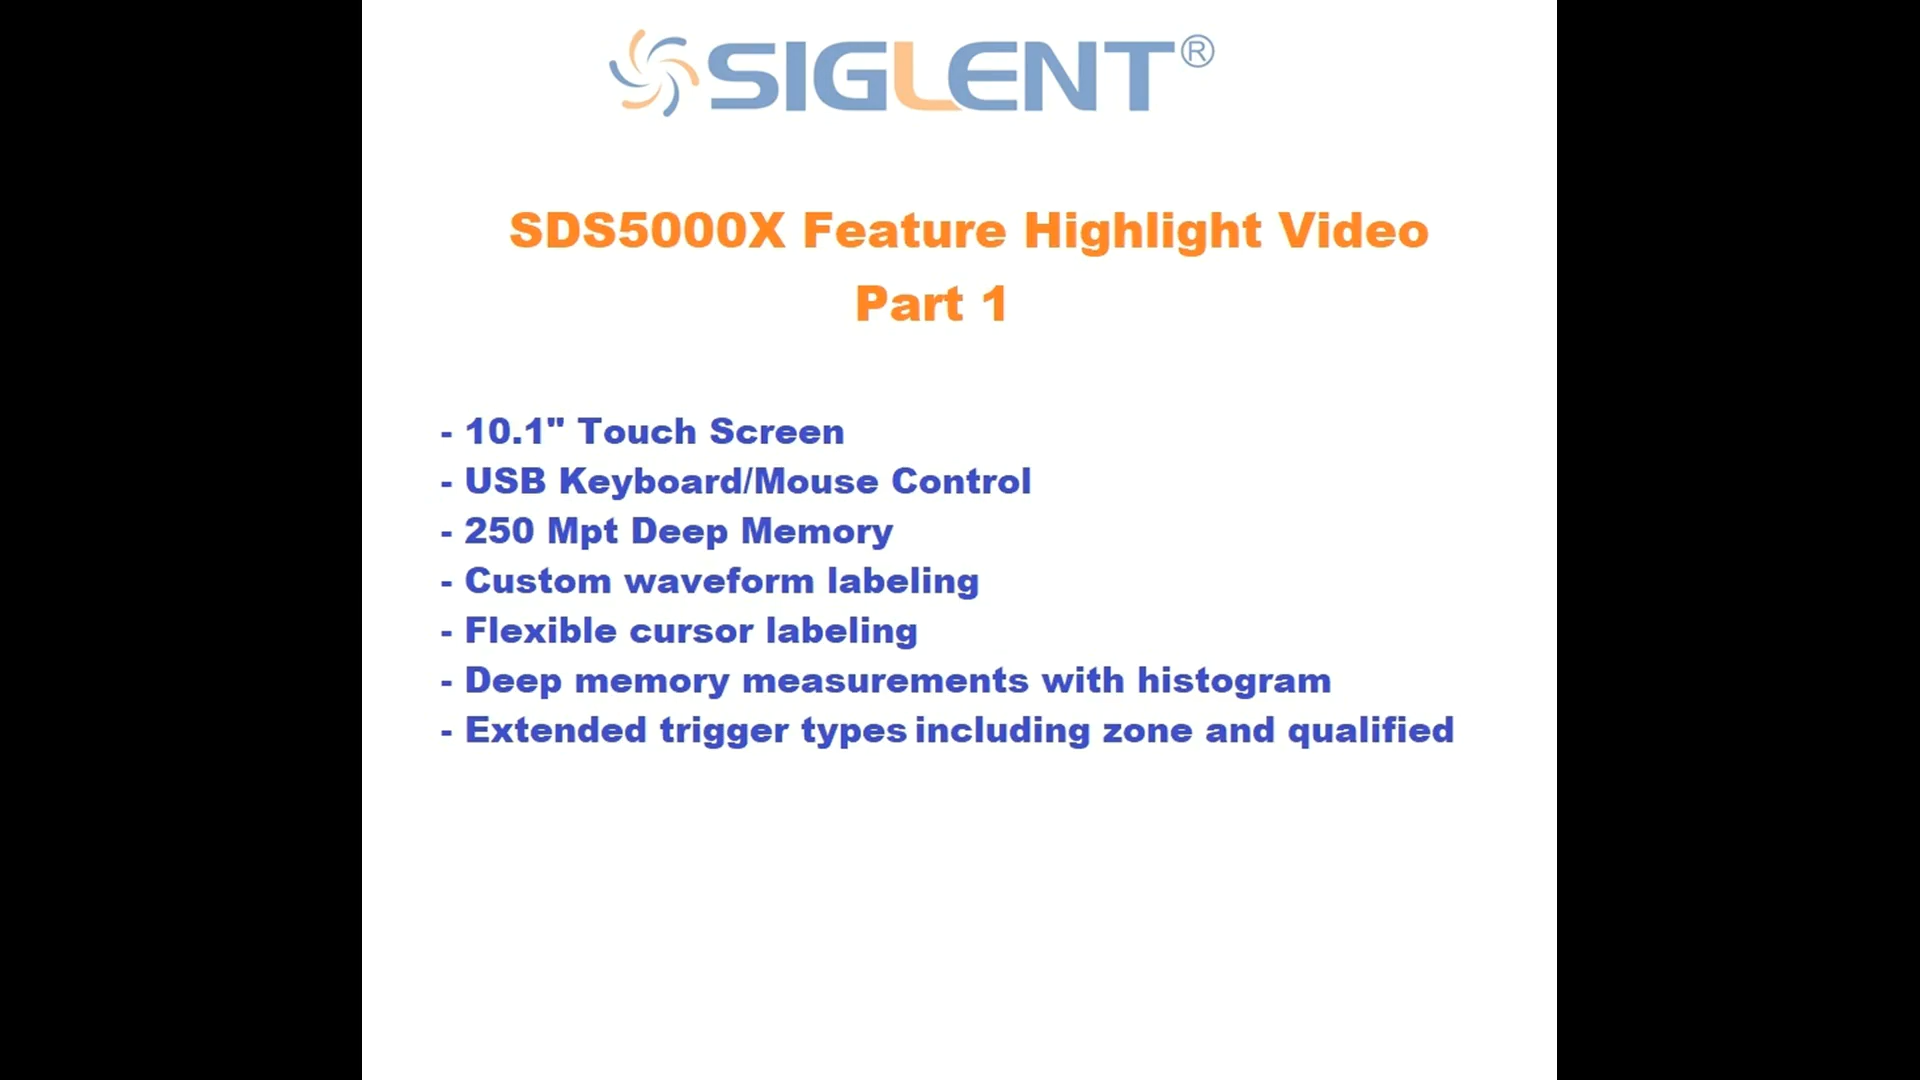 SIGLENT®
SDS5000X Feature Highlight Video
Part 1
- 10.1" Touch Screen
- USB Keyboard/Mouse Control
- 250 Mpt Deep Memory
- Custom waveform labeling
- Flexible cursor labeling
- Deep memory measurements with histogram
- Extended trigger types including zone and qualified